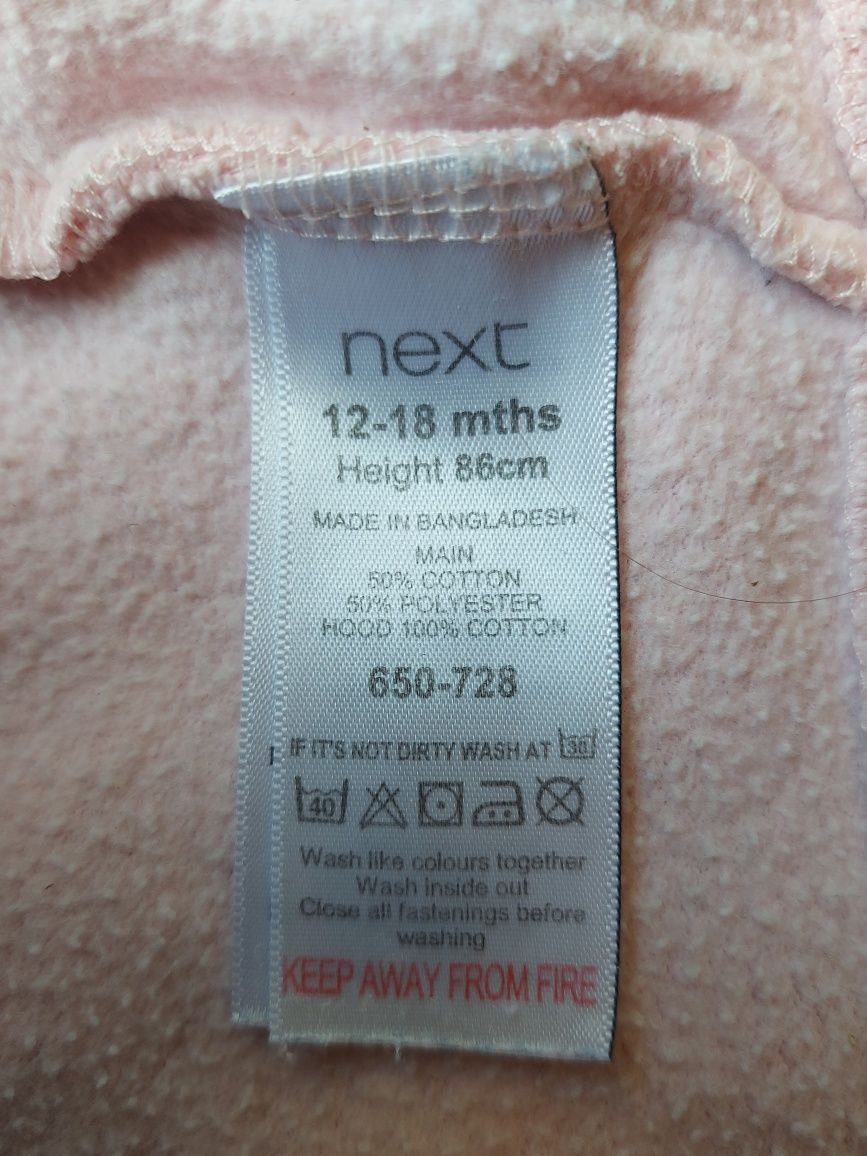 next
12-18 mths
Height 86cm
MADE IN BANGLADESH
MAIN
50% COTTON
50% POLYESTER
HOOD 100% COTTON
650-728
IF IT'S NOT DIRTY WASH AT 30
40
Wash like colours together
Wash inside out
Close all fastenings before
washing
KEEP AWAY FROM FIRE